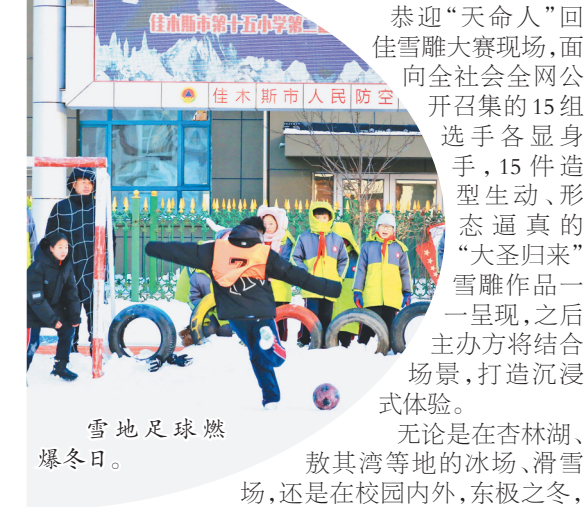 佳木斯市第十五小学第
佳木斯市人民防空
雪地足球燃
爆冬日。
恭迎“天命人”回
佳雪雕大赛现场,面
向全社会全网公
开召集的15组
选手各显身
手,15件造
型生动、形
态逼真的
“大圣归来”
雪雕作品一
一呈现,之后
主办方将结合
场景,打造沉浸
式体验。
无论是在杏林湖、
敖其湾等地的冰场、滑雪
场,还是在校园内外,东极之冬,